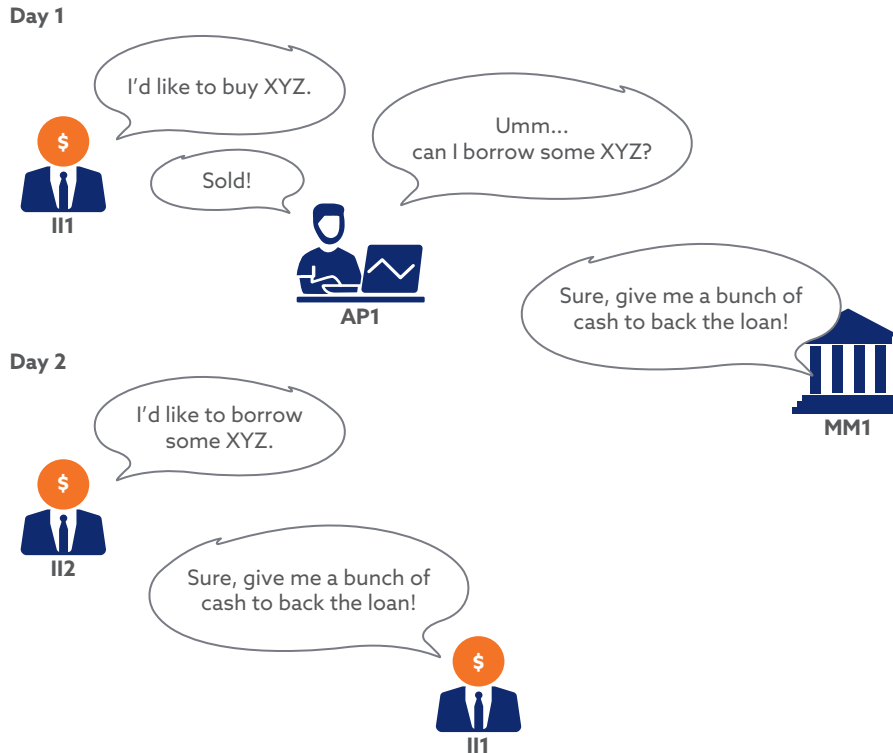 Day 1
I’d like to buy XYZ.
Umm...
can I borrow some XYZ?
$
Sold!
II1
AP1
Sure, give me a bunch of
cash to back the loan!
MM1
Day 2
I’d like to borrow
some XYZ.
$
II2
Sure, give me a bunch of
cash to back the loan!
$
II1